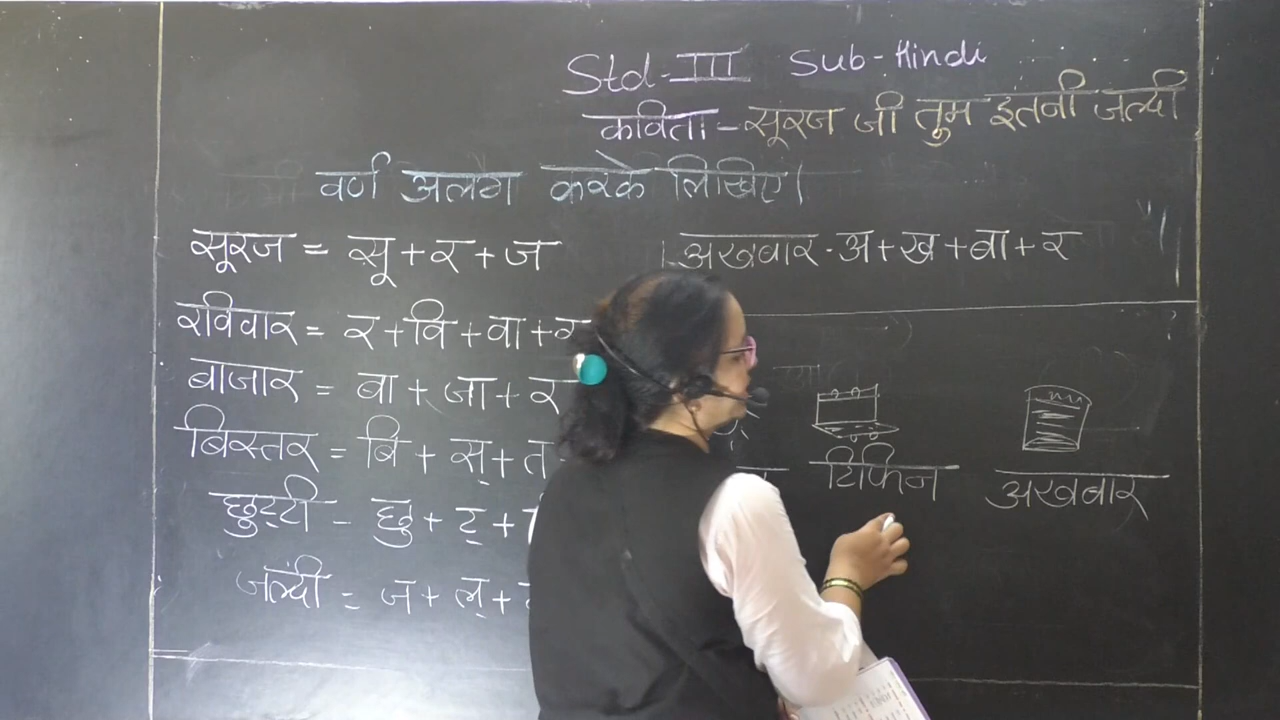 Std-III Sub-Hindi
कविता - सूरज जी तुम इतनी जल्दी
वर्ण अलग करके लिखिए।
सूरज = सू + र + ज
रविवार = र + वि + वा +
बाजार = बा + जा + र
बिस्तर = बि + स् + त
छुट्टी - छु + ट् +
जल्दी = ज + ल् +
अखबार - अ + ख + बा + र
टिफिन अखबार